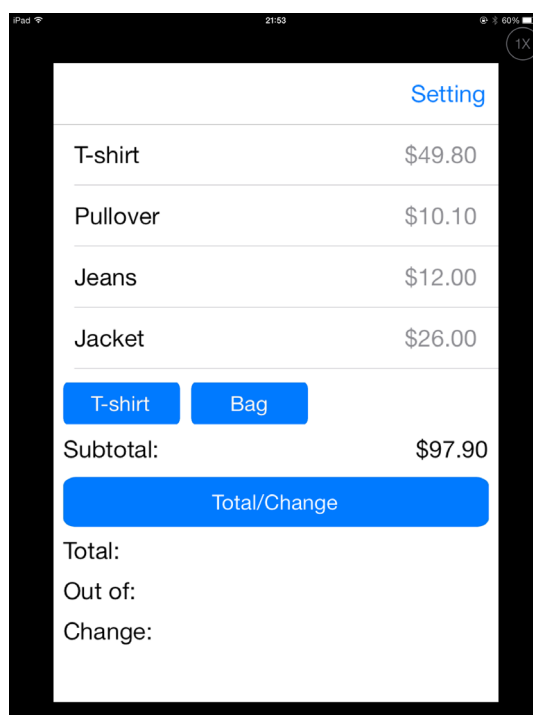 iPad 21:53 60%
1X
Setting
T-shirt $49.80
Pullover $10.10
Jeans $12.00
Jacket $26.00
T-shirt Bag
Subtotal: $97.90
Total/Change
Total:
Out of:
Change: